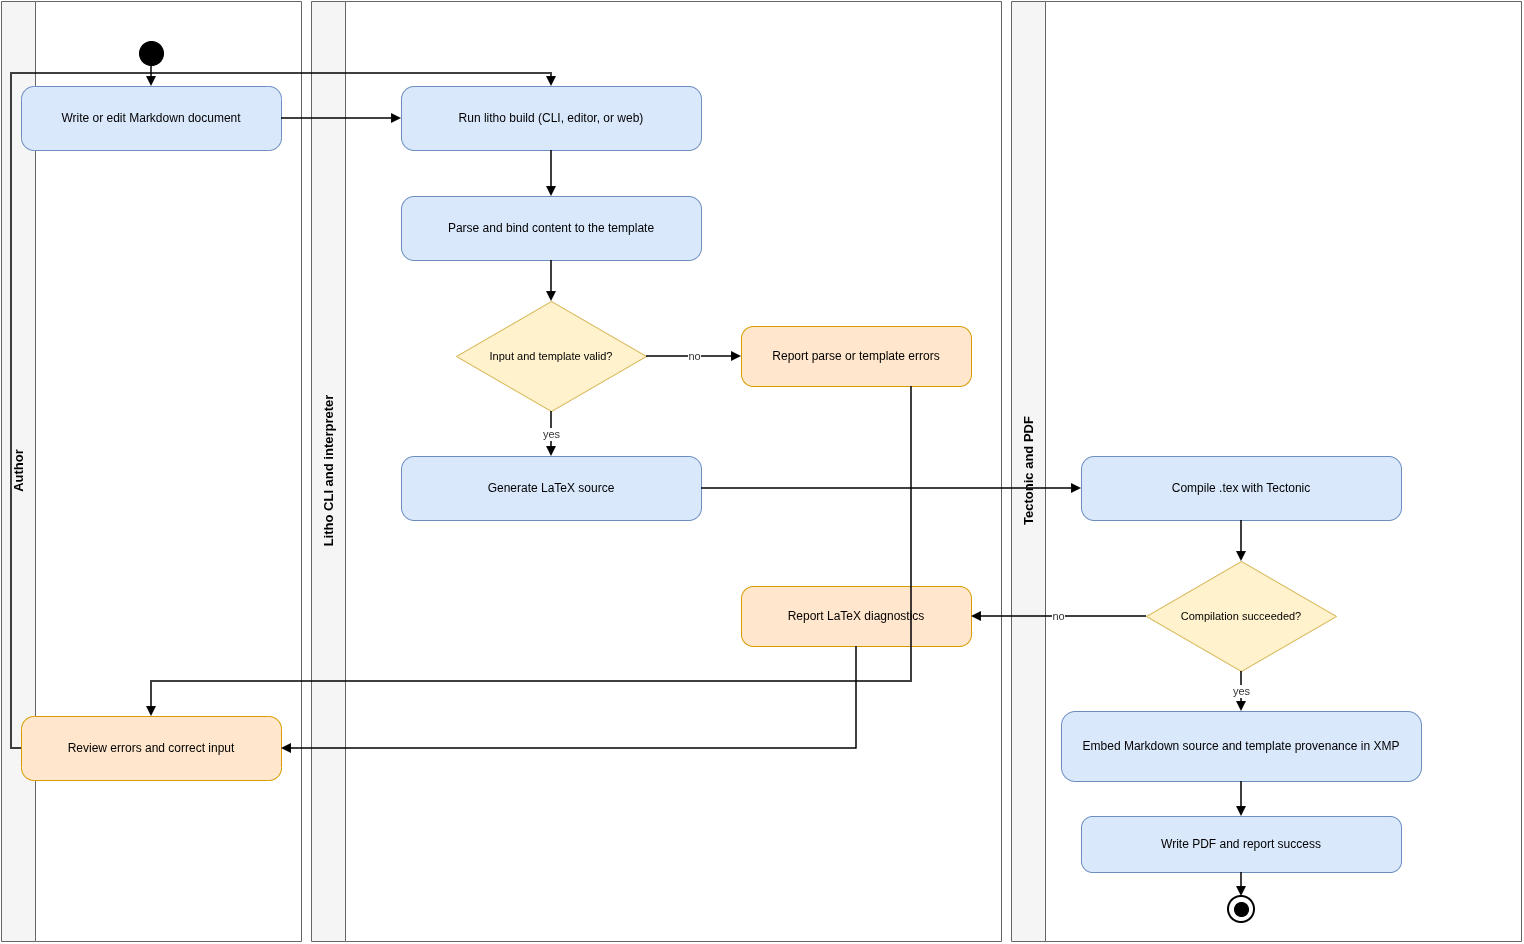 Author
Write or edit Markdown document
Review errors and correct input
Litho CLI and interpreter
Run litho build (CLI, editor, or web)
Parse and bind content to the template
Input and template valid?
no
Report parse or template errors
yes
Generate LaTeX source
Report LaTeX diagnostics
Tectonic and PDF
Compile .tex with Tectonic
Compilation succeeded?
no
yes
Embed Markdown source and template provenance in XMP
Write PDF and report success